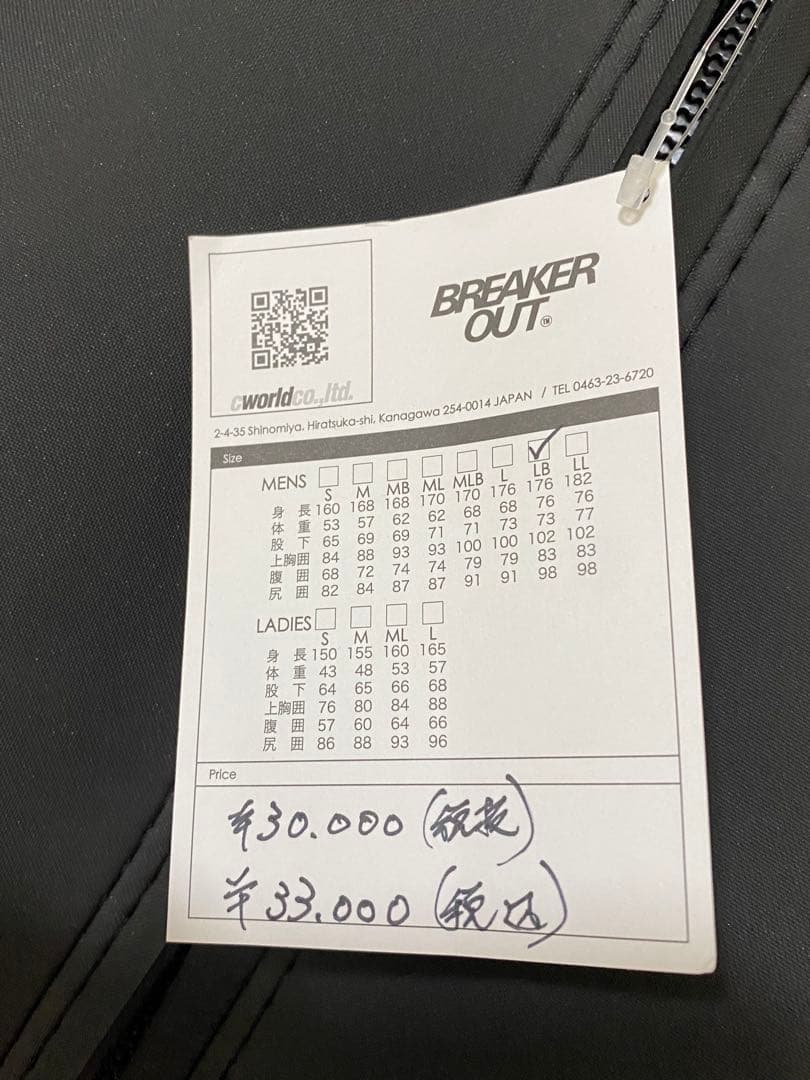 BREAKER
OUT™
cworldco.,ltd.
2-4-35 Shinomiya, Hiratsuka-shi, Kanagawa 254-0014 JAPAN / TEL 0463-23-6720
Size
MENS
S M MB ML MLB L LB LL
身長 160 168 168 170 170 176 176 182
体重 53 57 62 62 68 68 76 76
股下 65 69 69 71 71 73 73 77
上胸囲 84 88 93 93 100 100 102 102
腹囲 68 72 74 74 79 79 83 83
尻囲 82 84 87 87 91 91 98 98
LADIES
S M ML L
身長 150 155 160 165
体重 43 48 53 57
股下 64 65 66 68
上胸囲 76 80 84 88
腹囲 57 60 64 66
尻囲 86 88 93 96
Price
¥30.000(税抜)
¥33.000(税込)